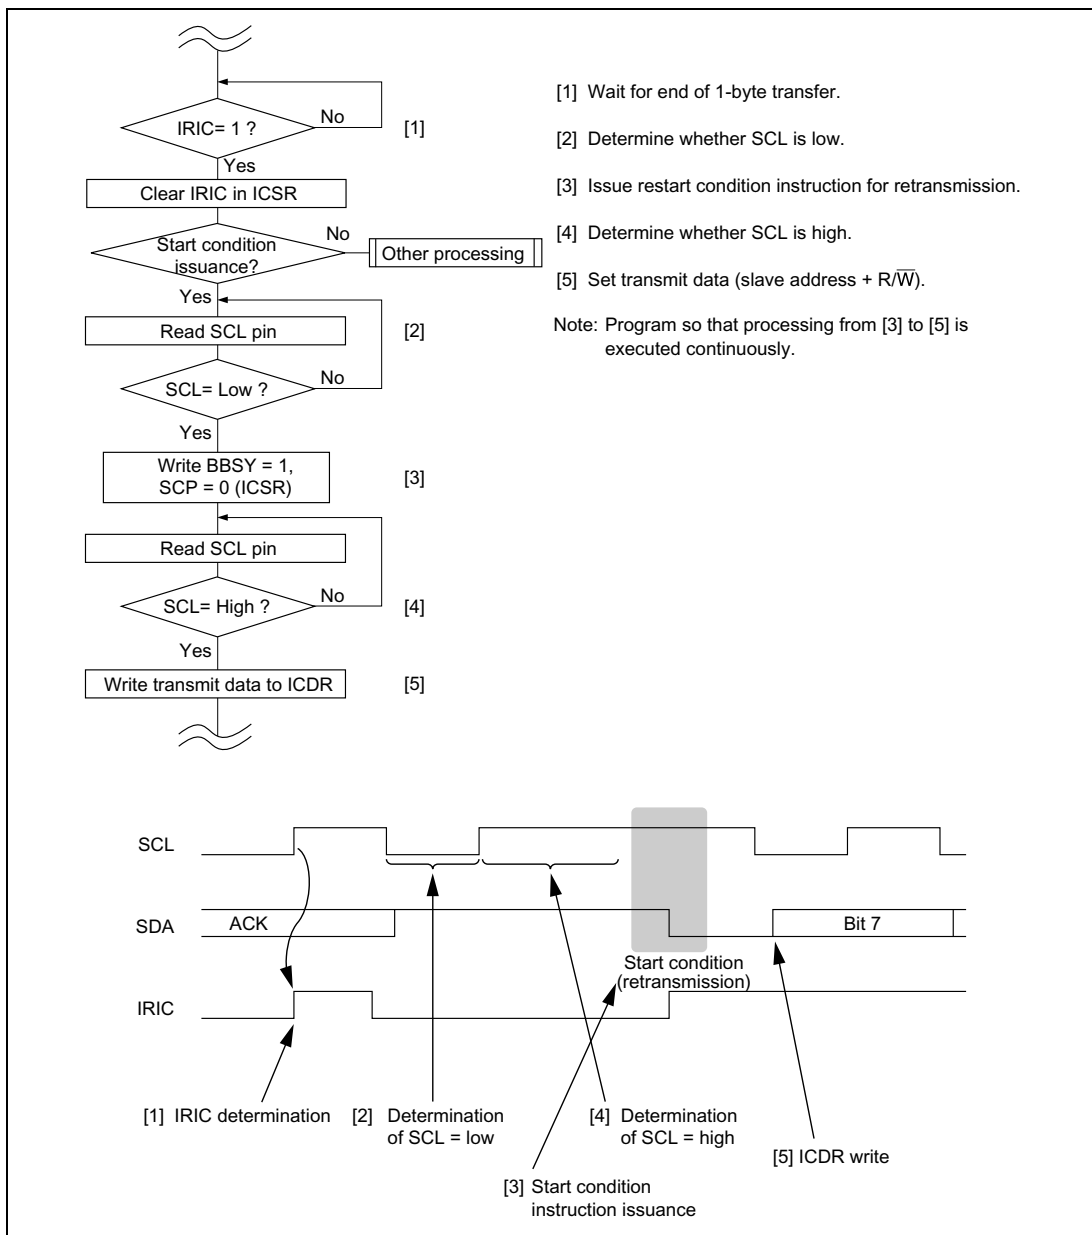 IRIC= 1 ?
No
[1]
Yes
Clear IRIC in ICSR
Start condition
issuance?
No
Other processing
Yes
Read SCL pin
[2]
SCL= Low ?
No
Yes
Write BBSY = 1,
SCP = 0 (ICSR)
[3]
Read SCL pin
SCL= High ?
No
[4]
Yes
Write transmit data to ICDR
[5]
[1] Wait for end of 1-byte transfer.
[2] Determine whether SCL is low.
[3] Issue restart condition instruction for retransmission.
[4] Determine whether SCL is high.
[5] Set transmit data (slave address + R/W̅).
Note: Program so that processing from [3] to [5] is
executed continuously.
SCL
SDA
ACK
Bit 7
Start condition
(retransmission)
IRIC
[1] IRIC determination
[2] Determination
of SCL = low
[4] Determination
of SCL = high
[5] ICDR write
[3] Start condition
instruction issuance